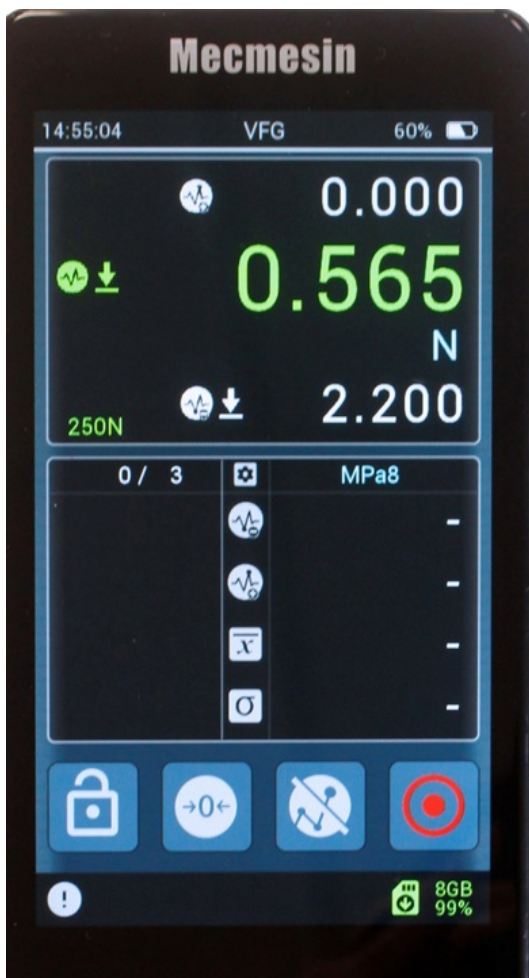 Mecmesin
14:55:04 VFG 60%
0.000
0.565
N
2.200
250N
0 / 3 MPa8
-
-
x̅ -
σ -
→0←
! 8GB
99%